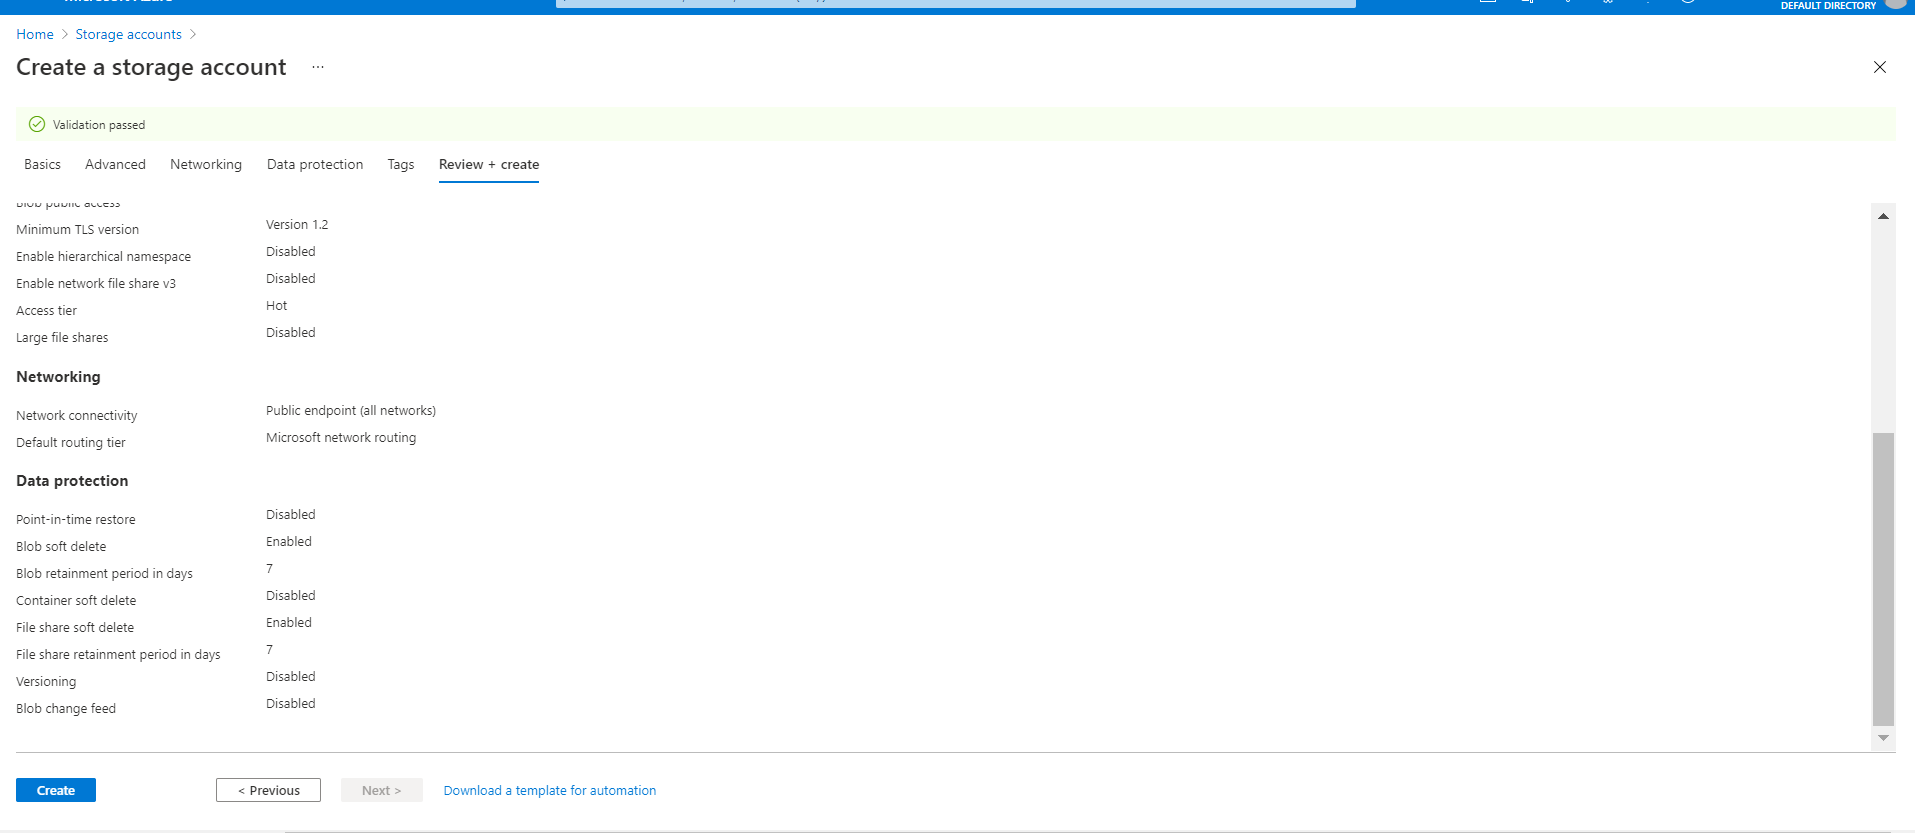 Microsoft Azure
DEFAULT DIRECTORY
Home > Storage accounts >
Create a storage account ...
Validation passed
Basics Advanced Networking Data protection Tags Review + create
Blob public access
Minimum TLS version Version 1.2
Enable hierarchical namespace Disabled
Enable network file share v3 Disabled
Access tier Hot
Large file shares Disabled
Networking
Network connectivity Public endpoint (all networks)
Default routing tier Microsoft network routing
Data protection
Point-in-time restore Disabled
Blob soft delete Enabled
Blob retainment period in days 7
Container soft delete Disabled
File share soft delete Enabled
File share retainment period in days 7
Versioning Disabled
Blob change feed Disabled
Create < Previous Next > Download a template for automation